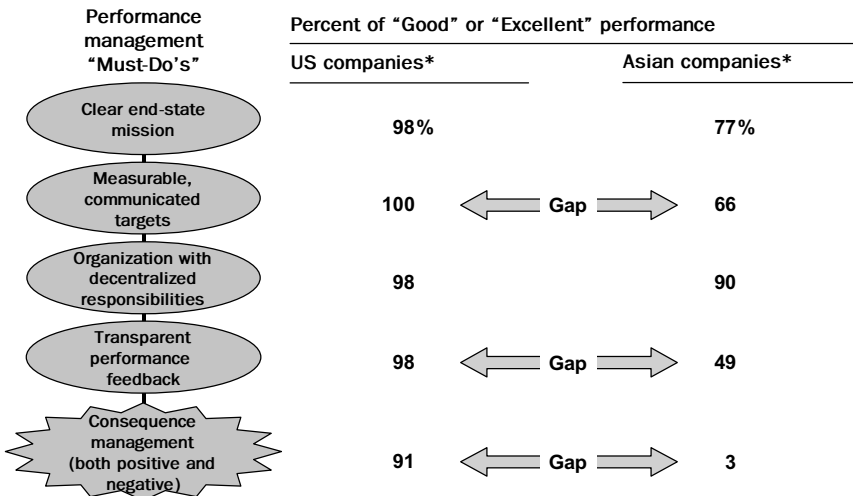 Performance
management
“Must-Do’s”
Percent of “Good” or “Excellent” performance
US companies*
Asian companies*
Clear end-state
mission
98%
77%
Measurable,
communicated
targets
100
Gap
66
Organization with
decentralized
responsibilities
98
90
Transparent
performance
feedback
98
Gap
49
Consequence
management
(both positive and
negative)
91
Gap
3